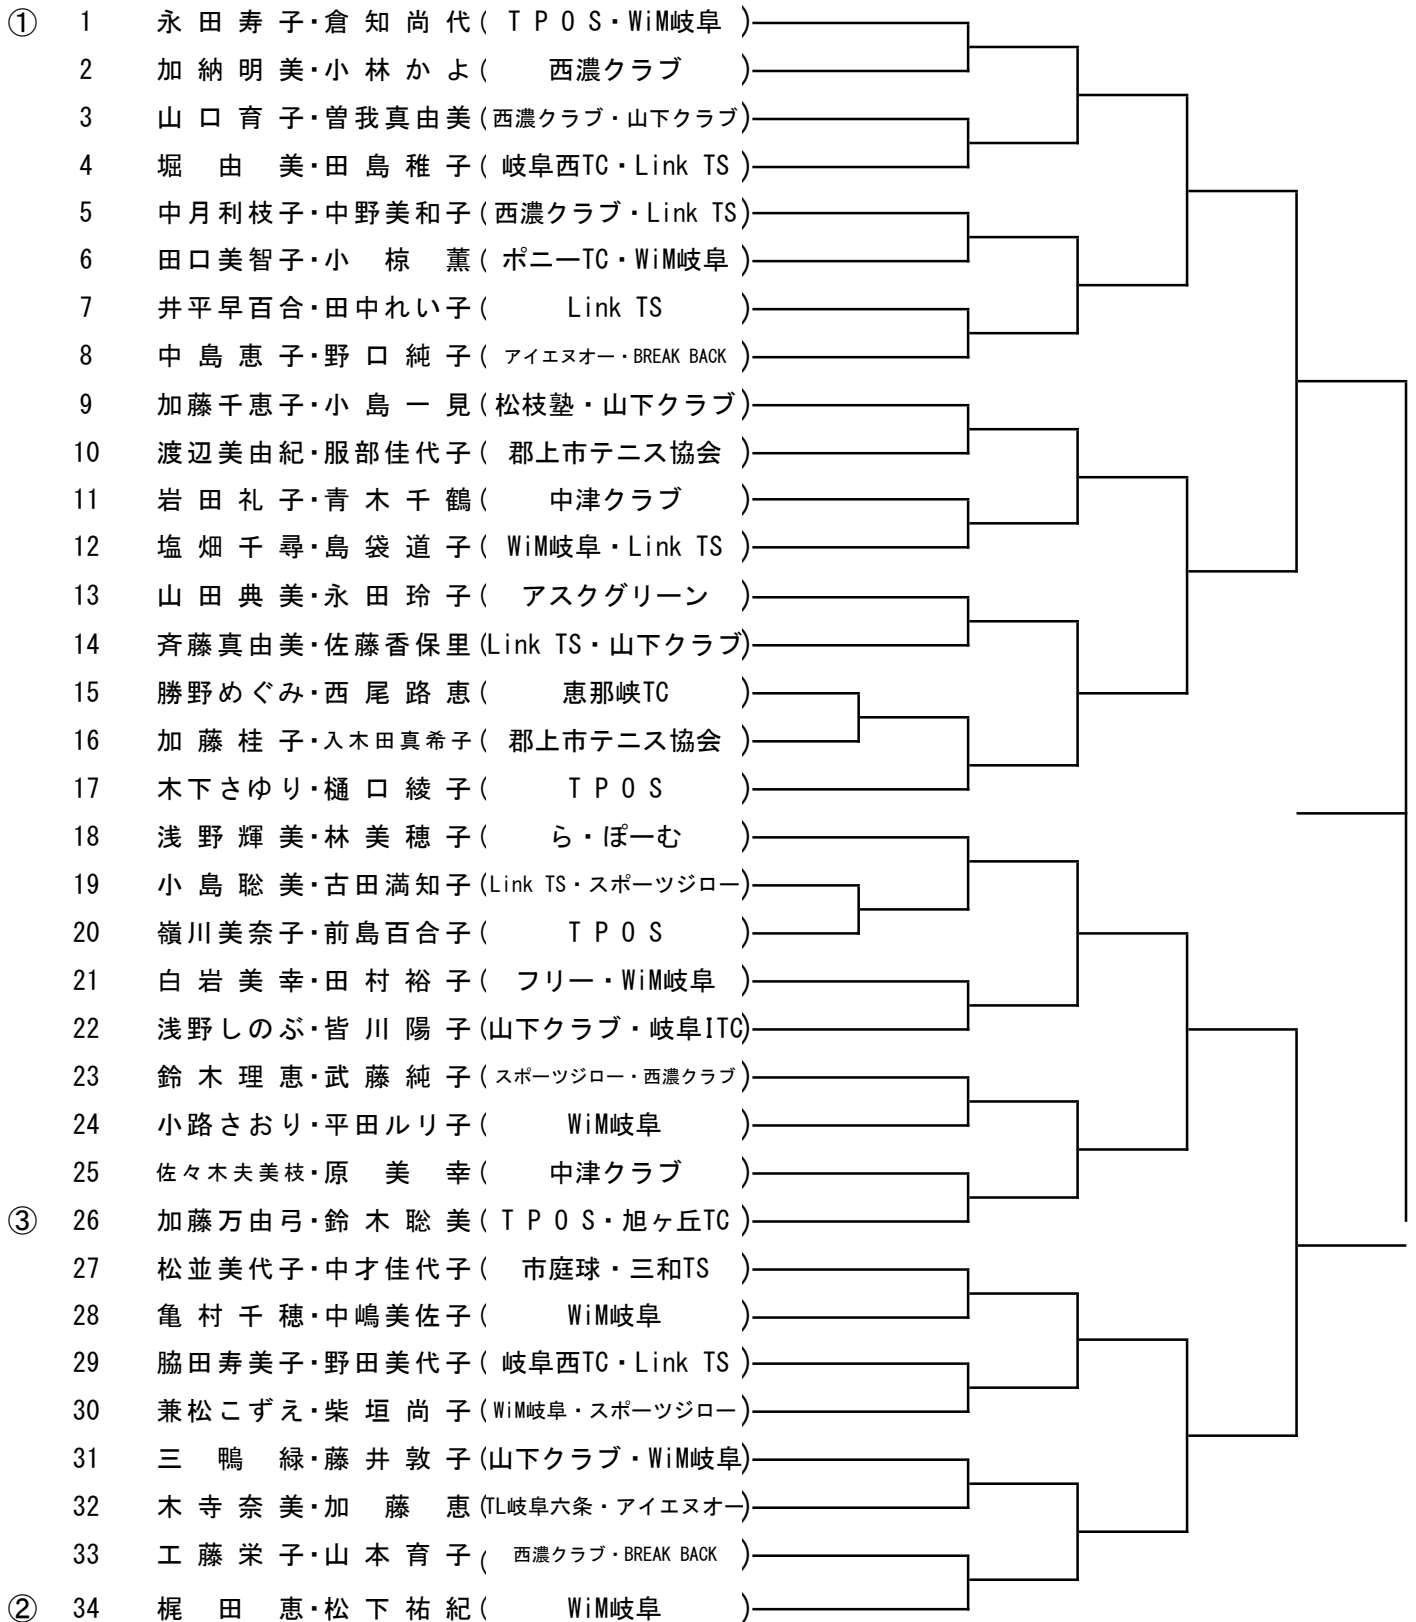 ① 1 永田寿子・倉知尚代(TPOS・WiM岐阜)
2 加納明美・小林かよ(西濃クラブ)
3 山口育子・曽我真由美(西濃クラブ・山下クラブ)
4 堀由美・田島稚子(岐阜西TC・Link TS)
5 中月利枝子・中野美和子(西濃クラブ・Link TS)
6 田口美智子・小椋薫(ポニーTC・WiM岐阜)
7 井平早百合・田中れい子(Link TS)
8 中島恵子・野口純子(アイエヌオー・BREAK BACK)
9 加藤千恵子・小島一見(松枝塾・山下クラブ)
10 渡辺美由紀・服部佳代子(郡上市テニス協会)
11 岩田礼子・青木千鶴(中津クラブ)
12 塩畑千尋・島袋道子(WiM岐阜・Link TS)
13 山田典美・永田玲子(アスクグリーン)
14 斉藤真由美・佐藤香保里(Link TS・山下クラブ)
15 勝野めぐみ・西尾路恵(恵那峡TC)
16 加藤桂子・入木田真希子(郡上市テニス協会)
17 木下さゆり・樋口綾子(TPOS)
18 浅野輝美・林美穂子(ら・ぽーむ)
19 小島聡美・古田満知子(Link TS・スポーツジロー)
20 嶺川美奈子・前島百合子(TPOS)
21 白岩美幸・田村裕子(フリー・WiM岐阜)
22 浅野しのぶ・皆川陽子(山下クラブ・岐阜ITC)
23 鈴木理恵・武藤純子(スポーツジロー・西濃クラブ)
24 小路さおり・平田ルリ子(WiM岐阜)
25 佐々木夫美枝・原美幸(中津クラブ)
③ 26 加藤万由弓・鈴木聡美(TPOS・旭ヶ丘TC)
27 松並美代子・中才佳代子(市庭球・三和TS)
28 亀村千穂・中嶋美佐子(WiM岐阜)
29 脇田寿美子・野田美代子(岐阜西TC・Link TS)
30 兼松こずえ・柴垣尚子(WiM岐阜・スポーツジロー)
31 三鴨緑・藤井敦子(山下クラブ・WiM岐阜)
32 木寺奈美・加藤恵(TL岐阜六条・アイエヌオー)
33 工藤栄子・山本育子(西濃クラブ・BREAK BACK)
② 34 梶田恵・松下祐紀(WiM岐阜)